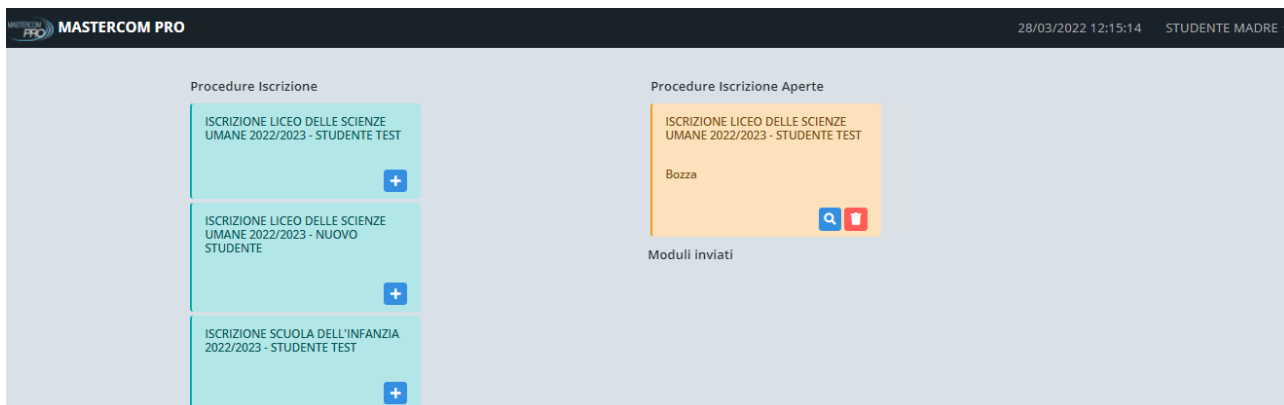 MASTERCOM
PRO
MASTERCOM PRO
28/03/2022 12:15:14
STUDENTE MADRE
Procedure Iscrizione
ISCRIZIONE LICEO DELLE SCIENZE
UMANE 2022/2023 - STUDENTE TEST
ISCRIZIONE LICEO DELLE SCIENZE
UMANE 2022/2023 - NUOVO
STUDENTE
ISCRIZIONE SCUOLA DELL'INFANZIA
2022/2023 - STUDENTE TEST
Procedure Iscrizione Aperte
ISCRIZIONE LICEO DELLE SCIENZE
UMANE 2022/2023 - STUDENTE TEST
Bozza
Moduli inviati